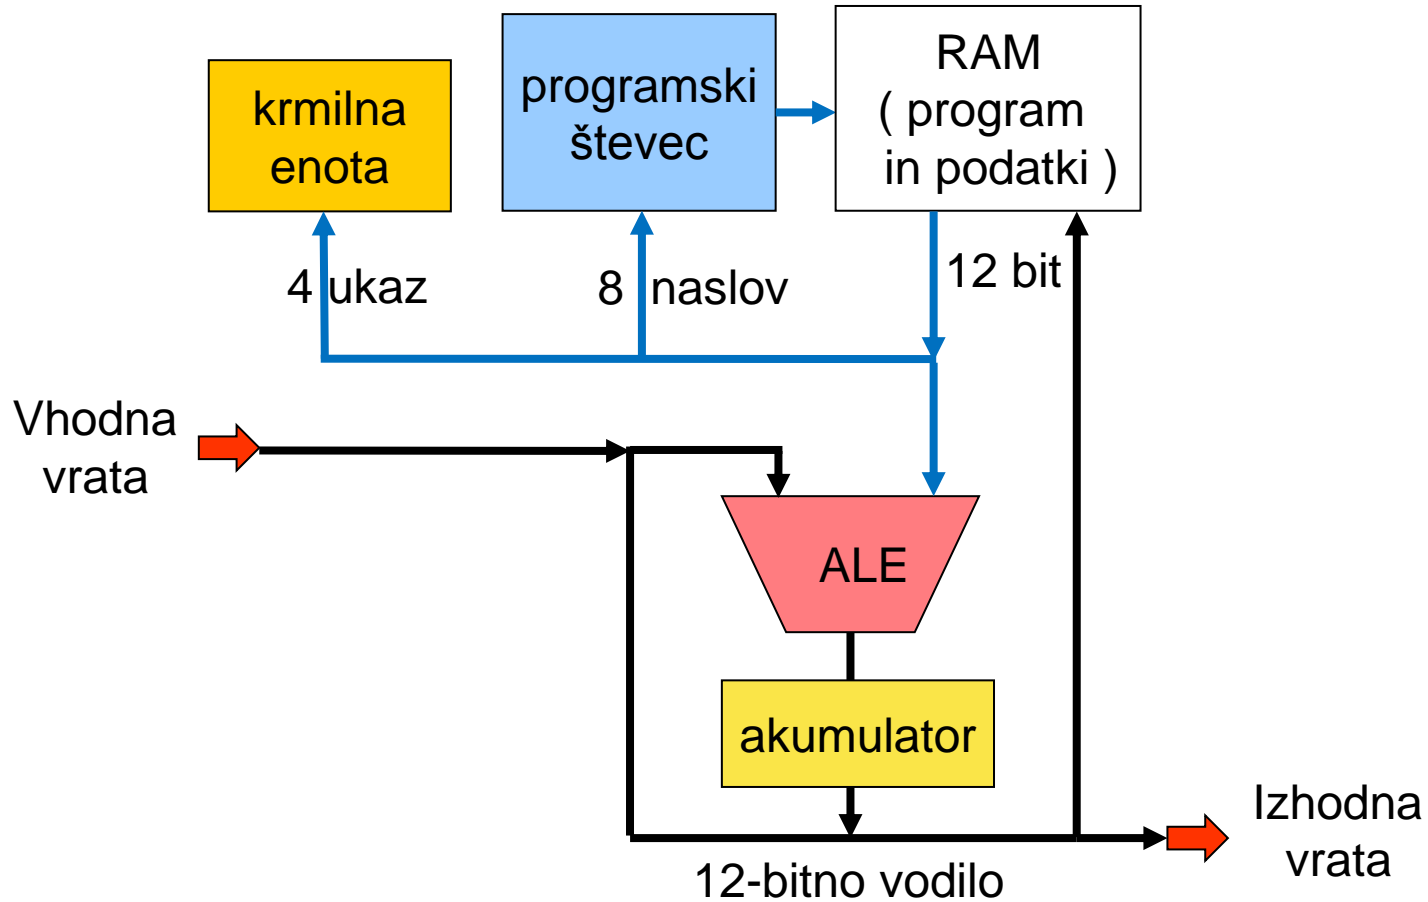 krmilna
enota
programski
števec
RAM
( program
in podatki )
4 ukaz
8 naslov
12 bit
Vhodna
vrata
ALE
akumulator
12-bitno vodilo
Izhodna
vrata